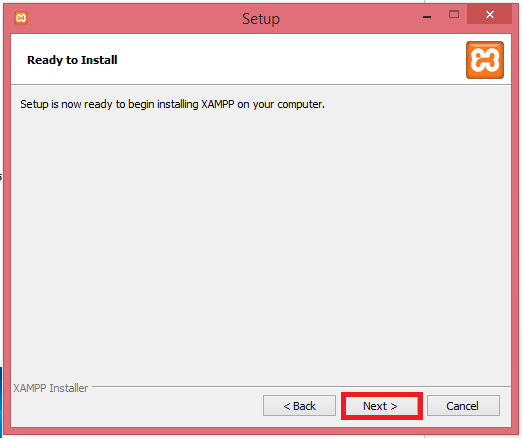 Setup
Ready to Install
Setup is now ready to begin installing XAMPP on your computer.
XAMPP Installer
< Back
Next >
Cancel